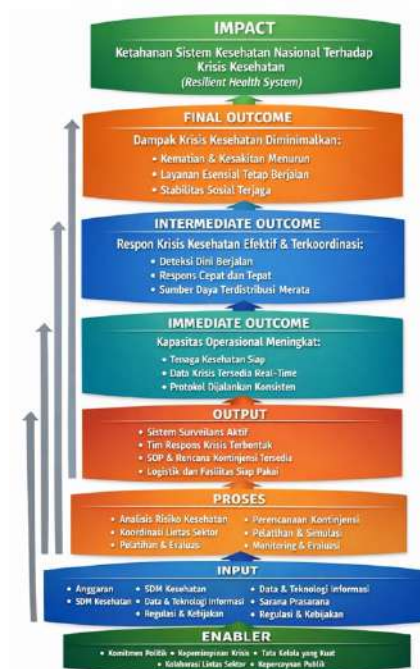 IMPACT
Ketahanan Sistem Kesehatan Nasional Terhadap
Krisis Kesehatan
(Resilient Health System)
FINAL OUTCOME
Dampak Krisis Kesehatan Diminimalkan:
• Kematian & Kesakitan Menurun
• Layanan Esensial Tetap Berjalan
• Stabilitas Sosial Terjaga
INTERMEDIATE OUTCOME
Respon Krisis Kesehatan Efektif & Terkoordinasi:
• Deteksi Dini Berjalan
• Respons Cepat dan Tepat
• Sumber Daya Terdistribusi Merata
IMMEDIATE OUTCOME
Kapasitas Operasional Meningkat:
• Tenaga Kesehatan Siap
• Data Krisis Tersedia Real-Time
• Protokol Dijalankan Konsisten
OUTPUT
• Sistem Surveilans Aktif
• Tim Respons Krisis Terbentuk
• SOP & Rencana Kontinjensi Tersedia
• Logistik dan Fasilitas Siap Pakai
PROSES
• Analisis Risiko Kesehatan • Perencanaan Kontinjensi
• Koordinasi Lintas Sektor • Pelatihan & Simulasi
• Pelatihan & Evaluas • Monitoring & Evaluasi
INPUT
• Anggaran • SDM Kesehatan • Data & Teknologi Informasi
• SDM Kesehatan • Data & Teknologi Informasi • Sarana Prasarana
• Regulasi & Kebijakan • Regulasi & Kebijakan
ENABLER
• Komitmen Politik • Kepemimpinan Krisis • Tata Kelola yang Kuat
• Kolaborasi Lintas Sektor • Kepercayaan Publik